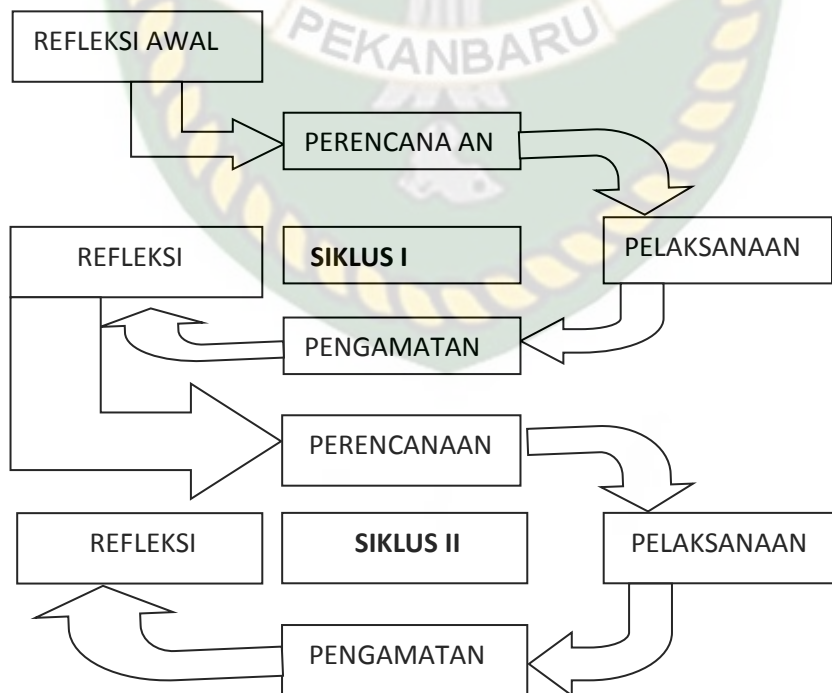 REFLEKSI AWAL
PEKANBARU
PERENCANA AN
REFLEKSI
SIKLUS I
PELAKSANAAN
PENGAMATAN
PERENCANAAN
REFLEKSI
SIKLUS II
PELAKSANAAN
PENGAMATAN